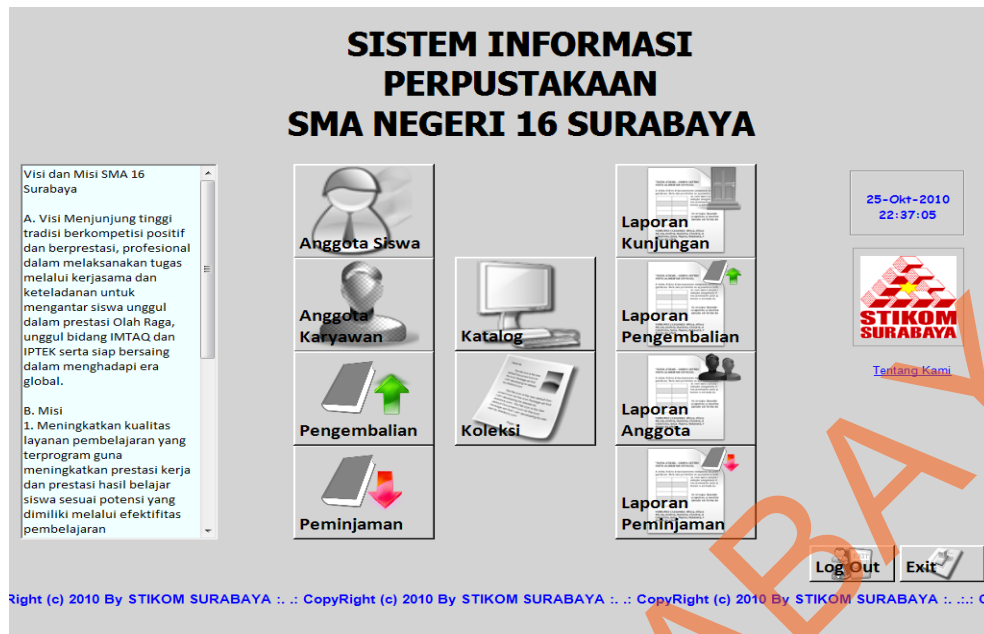 SISTEM INFORMASI
PERPUSTAKAAN
SMA NEGERI 16 SURABAYA
Visi dan Misi SMA 16
Surabaya
A. Visi Menjunjung tinggi
tradisi berkompetisi positif
dan berprestasi, profesional
dalam melaksanakan tugas
melalui kerjasama dan
keteladanan untuk
mengantar siswa unggul
dalam prestasi Olah Raga,
unggul bidang IMTAQ dan
IPTEK serta siap bersaing
dalam menghadapi era
global.
B. Misi
1. Meningkatkan kualitas
layanan pembelajaran yang
terprogram guna
meningkatkan prestasi kerja
dan prestasi hasil belajar
siswa sesuai potensi yang
dimiliki melalui efektifitas
pembelajaran
Anggota Siswa
Anggota
Karyawan
Pengembalian
Peminjaman
Katalog
Koleksi
Laporan
Kunjungan
Laporan
Pengembalian
Laporan
Anggota
Laporan
Peminjaman
25-Okt-2010
22:37:05
STIKOM
SURABAYA
Tentang Kami
Log Out
Exit
Right (c) 2010 By STIKOM SURABAYA :. .: CopyRight (c) 2010 By STIKOM SURABAYA :. .: CopyRight (c) 2010 By STIKOM SURABAYA :. .:.: C
ABAY